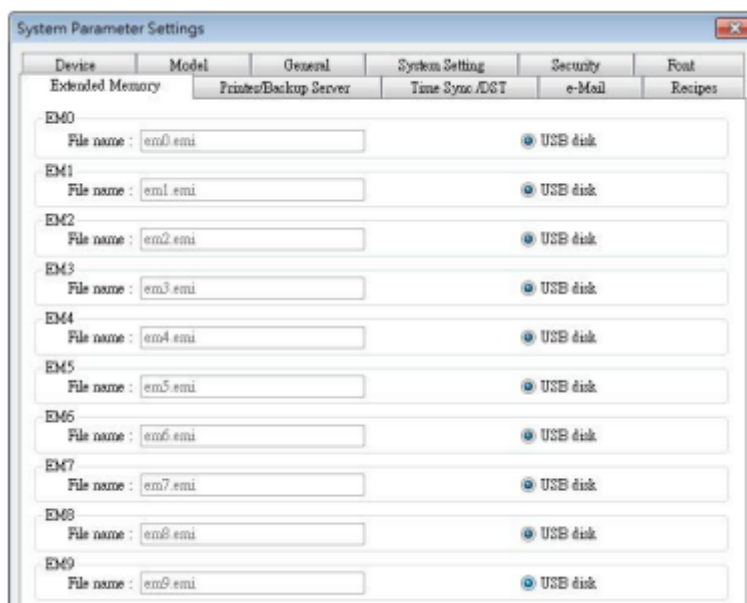 System Parameter Settings
Device Model General System Setting Security Font
Extended Memory Printer/Backup Server Time Sync./DST e-Mail Recipes
EM0
File name : em0.emi USB disk
EM1
File name : em1.emi USB disk
EM2
File name : em2.emi USB disk
EM3
File name : em3.emi USB disk
EM4
File name : em4.emi USB disk
EM5
File name : em5.emi USB disk
EM6
File name : em6.emi USB disk
EM7
File name : em7.emi USB disk
EM8
File name : em8.emi USB disk
EM9
File name : em9.emi USB disk